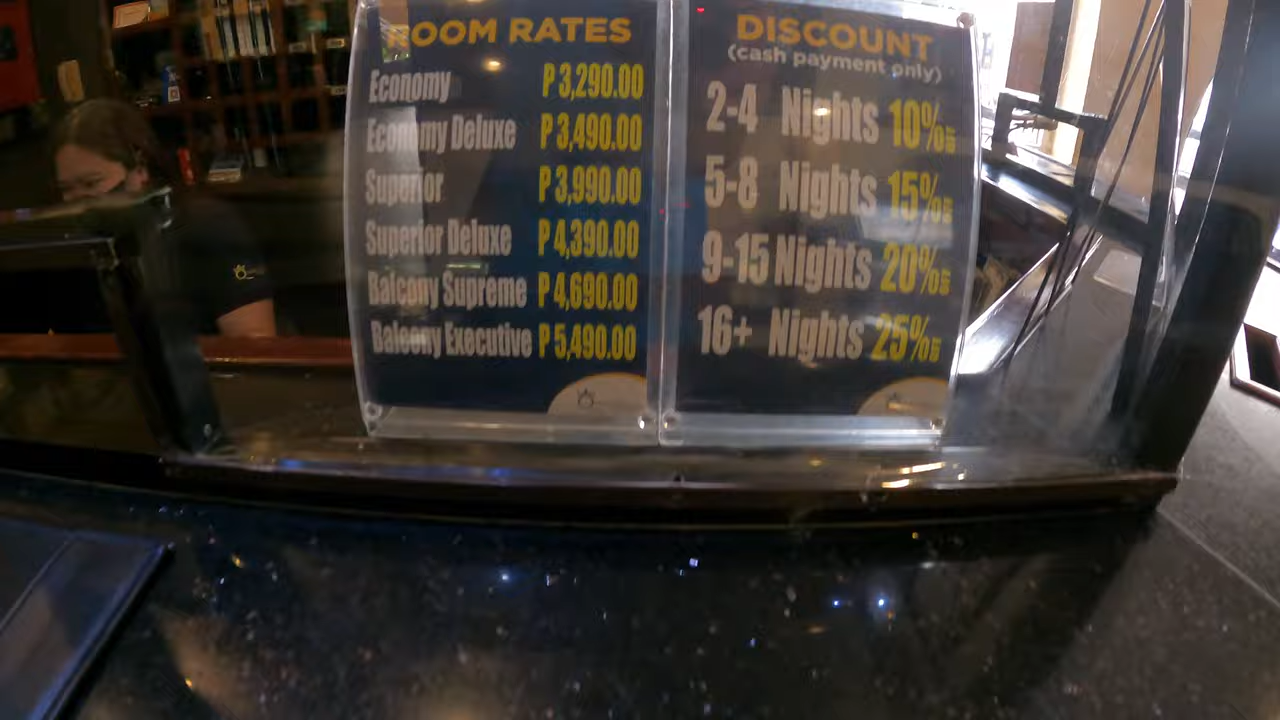 ROOM RATES
Economy P 3,290.00
Economy Deluxe P 3,490.00
Superior P 3,990.00
Superior Deluxe P 4,390.00
Balcony Supreme P 4,690.00
Balcony Executive P 5,490.00
DISCOUNT
(cash payment only)
2-4 Nights 10%
5-8 Nights 15%
9-15 Nights 20%
16+ Nights 25%